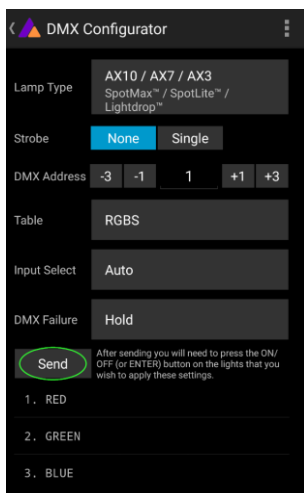 DMX Configurator
Lamp Type
AX10 / AX7 / AX3
SpotMax™ / SpotLite™ /
Lightdrop™
Strobe
None
Single
DMX Address
-3
-1
1
+1
+3
Table
RGBS
Input Select
Auto
DMX Failure
Hold
Send
After sending you will need to press the ON/
OFF (or ENTER) button on the lights that you
wish to apply these settings.
1. RED
2. GREEN
3. BLUE